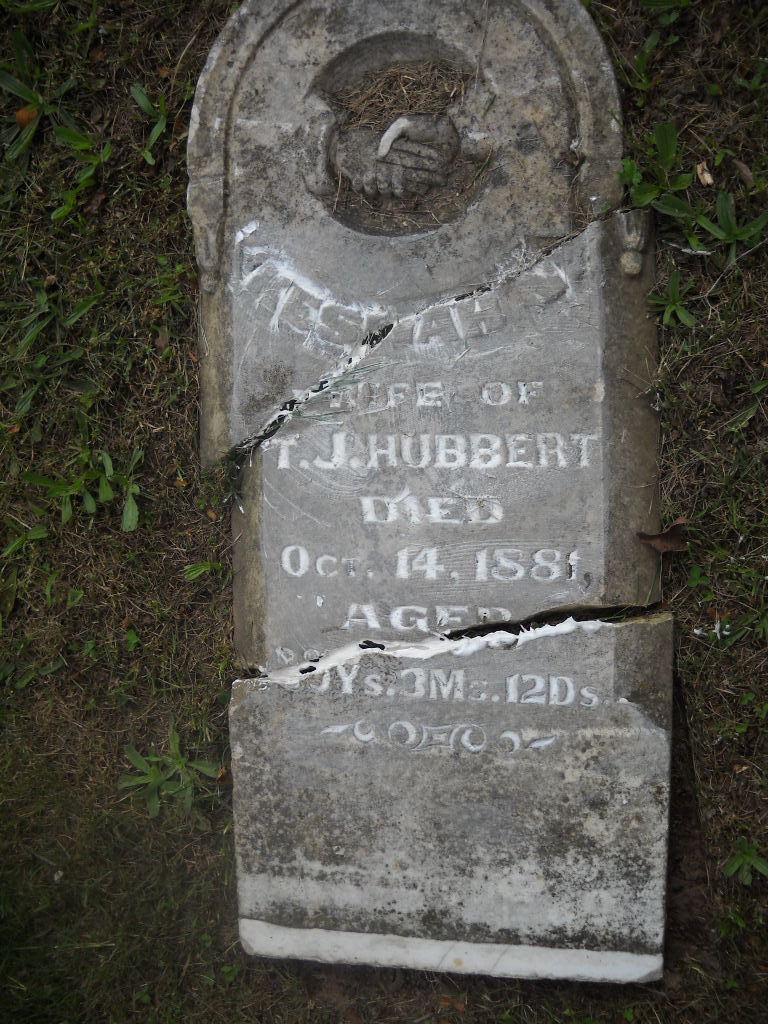 WIFE OF
T.J.HUBBERT
DIED
OCT. 14, 1881,
AGED
Ys. 3Ms. 12Ds.